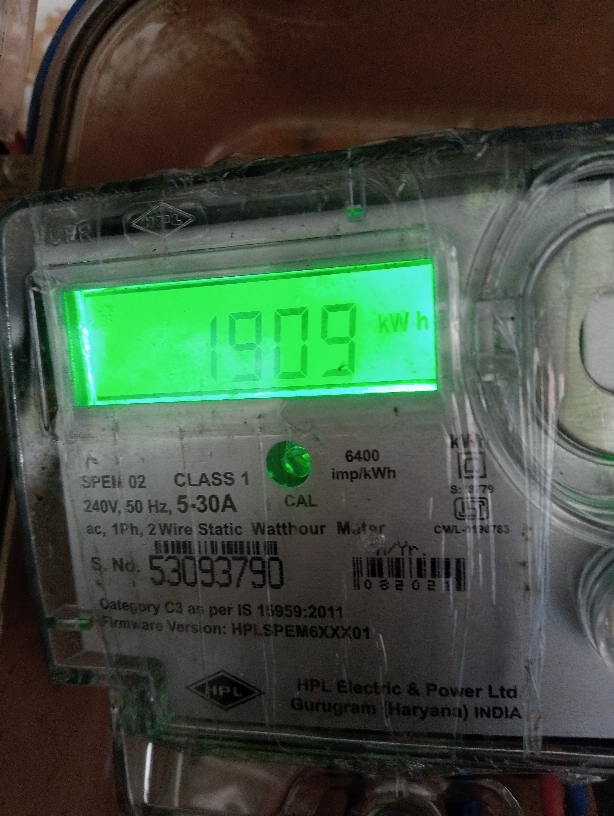 HPL
1909 kWh
6400
imp/kWh
SPEM 02 CLASS 1
240V, 50 Hz, 5-30A
CAL
ac, 1Ph, 2 Wire Static Watthour Meter
S. No. 53093790
082021
Category C3 as per IS 15959:2011
Firmware Version: HPLSPEM6XXX01
HPL
HPL Electric & Power Ltd
Gurugram (Haryana) INDIA